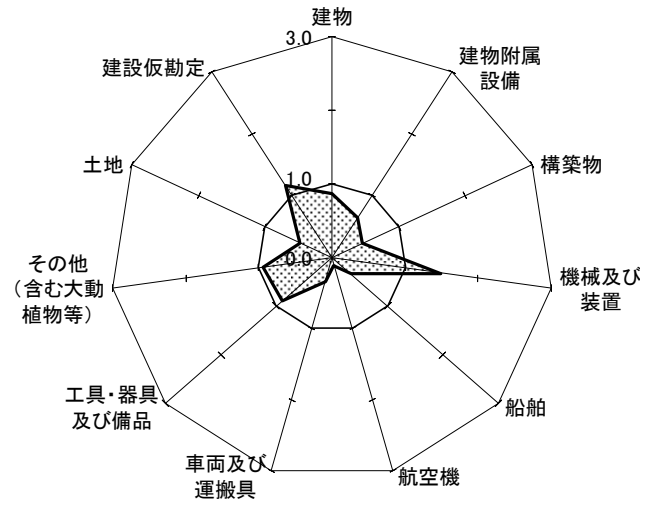 建物
3.0
建物附属
設備
建設仮勘定
土地
構築物
1.0
0.0
その他
（含む大動
植物等）
機械及び
装置
工具・器具
及び備品
船舶
車両及び
運搬具
航空機